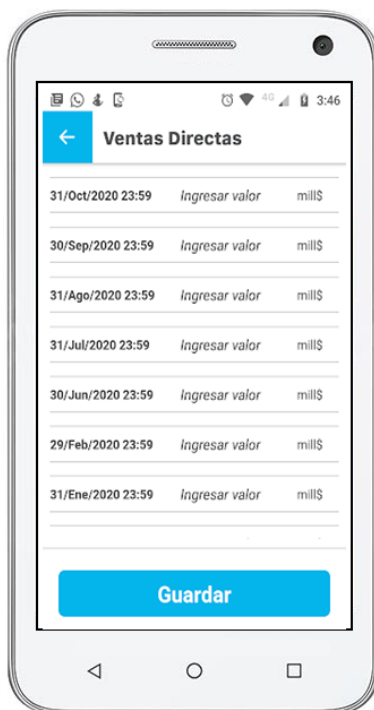 4G 3:46
Ventas Directas
31/Oct/2020 23:59 Ingresar valor mill$
30/Sep/2020 23:59 Ingresar valor mill$
31/Ago/2020 23:59 Ingresar valor mill$
31/Jul/2020 23:59 Ingresar valor mill$
30/Jun/2020 23:59 Ingresar valor mill$
29/Feb/2020 23:59 Ingresar valor mill$
31/Ene/2020 23:59 Ingresar valor mill$
Guardar